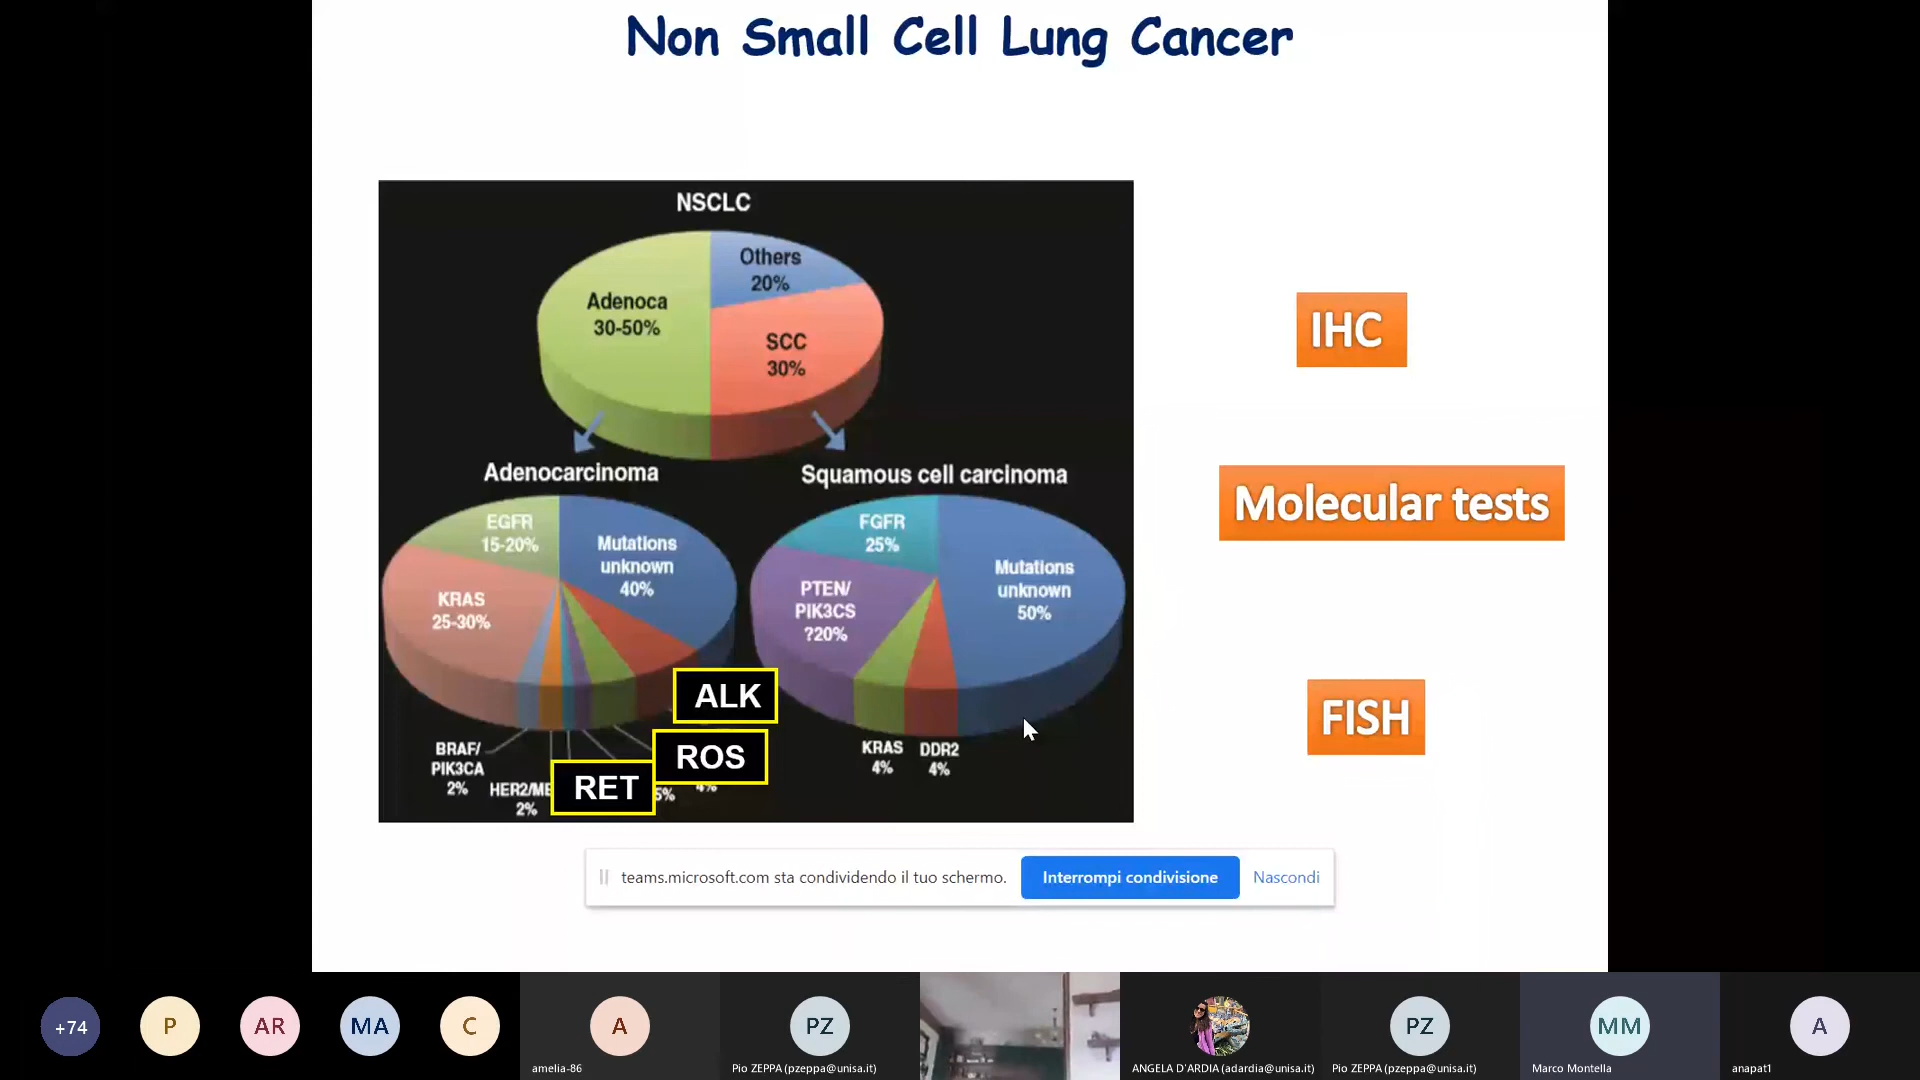 Non Small Cell Lung Cancer
NSCLC
Others
20%
Adenoca
30-50%
SCC
30%
Adenocarcinoma
Squamous cell carcinoma
EGFR
15-20%
Mutations
unknown
40%
KRAS
25-30%
BRAF/
PIK3CA
2%
HER2/ME
2%
RET
5%
ROS
4%
ALK
FGFR
25%
Mutations
unknown
50%
PTEN/
PIK3CS
?20%
KRAS
4%
DDR2
4%
IHC
Molecular tests
FISH
teams.microsoft.com sta condividendo il tuo schermo.
Interrompi condivisione
Nascondi
+74
P
AR
MA
C
A
amelia-86
PZ
Pio ZEPPA (pzeppa@unisa.it)
ANGELA D'ARDIA (adardia@unisa.it)
PZ
Pio ZEPPA (pzeppa@unisa.it)
MM
Marco Montella
A
anapat1